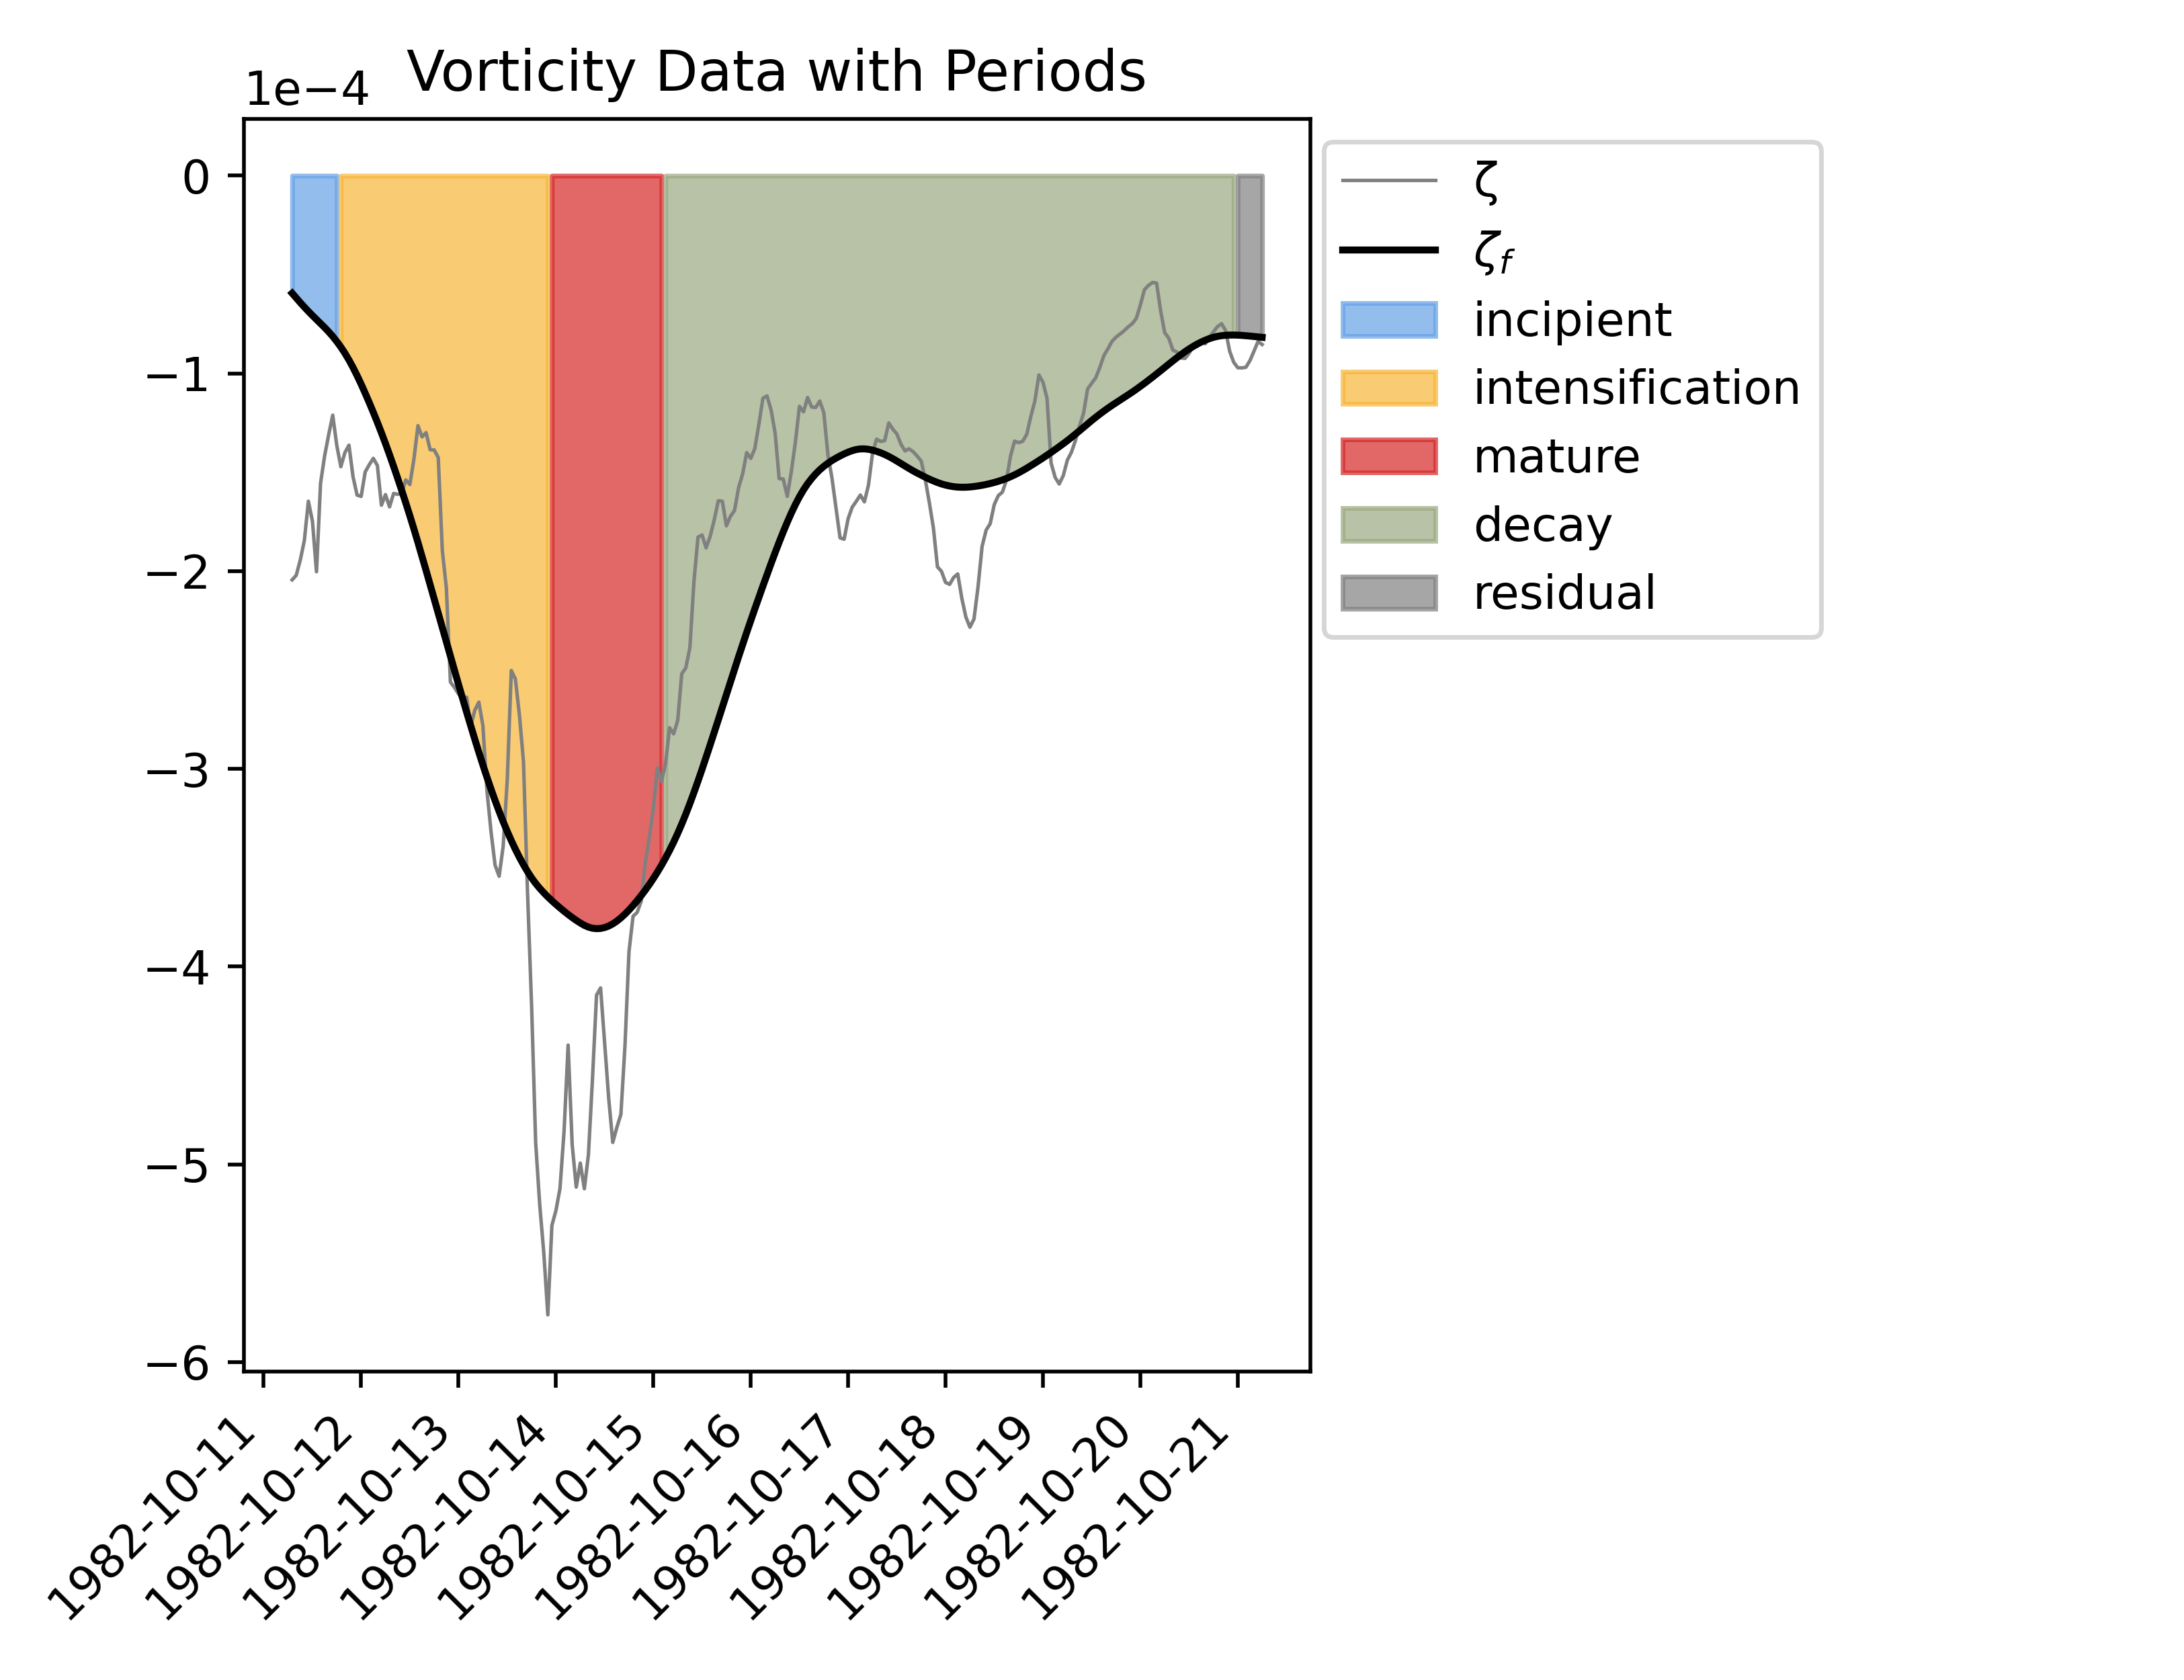 Vorticity Data with Periods
1e−4
0
−1
−2
−3
−4
−5
−6
1982-10-11
1982-10-12
1982-10-13
1982-10-14
1982-10-15
1982-10-16
1982-10-17
1982-10-18
1982-10-19
1982-10-20
1982-10-21
ζ
ζf
incipient
intensification
mature
decay
residual